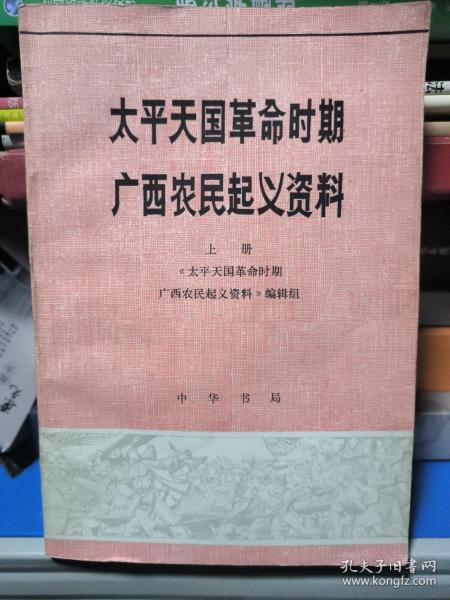 太平天国革命时期
广西农民起义资料
上册
《太平天国革命时期
广西农民起义资料》编辑组
中华书局
孔夫子旧书网
www.kongfz.com